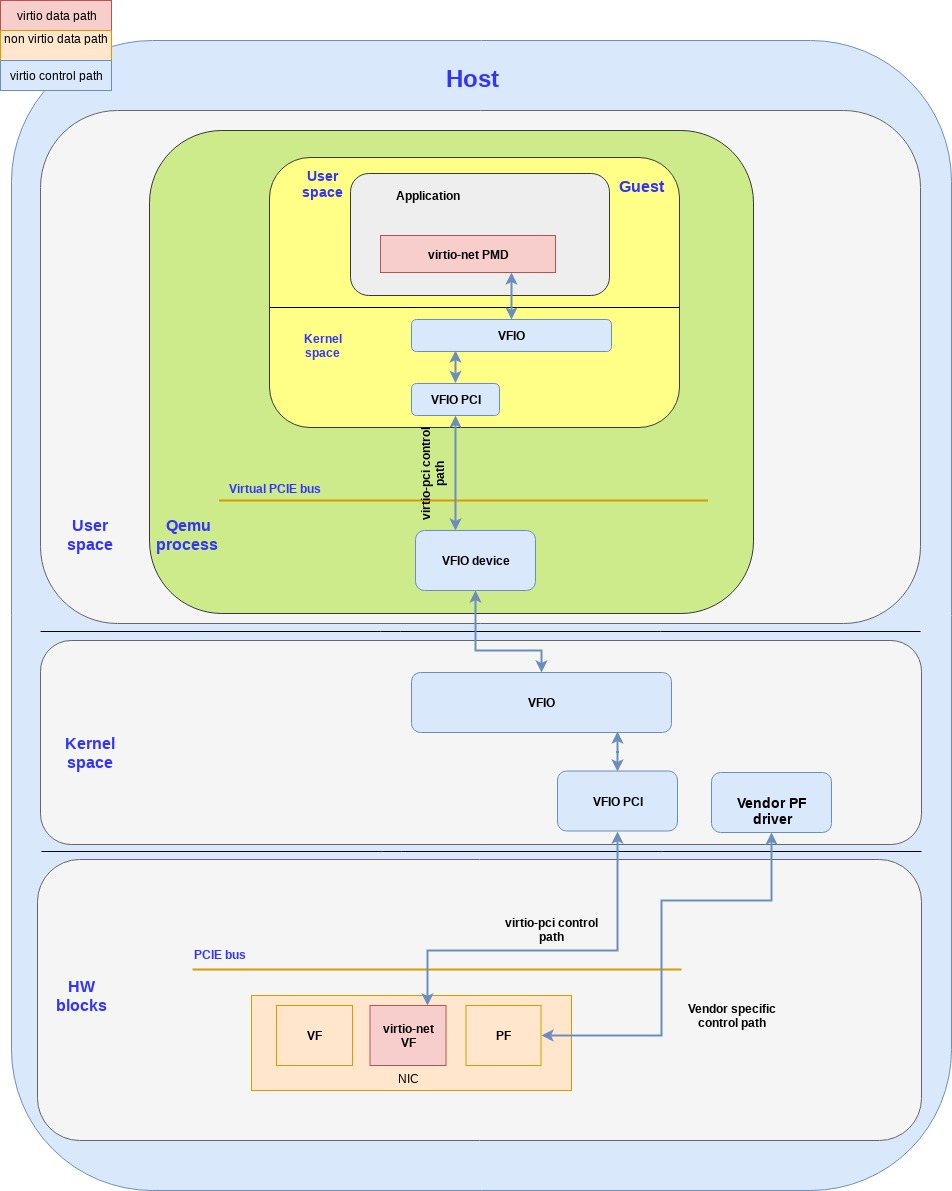 virtio data path
non virtio data path
virtio control path
Host
User
space
Guest
Application
virtio-net PMD
VFIO
Kernel
space
VFIO PCI
virtio-pci control
path
Virtual PCIE bus
User
space
Qemu
process
VFIO device
VFIO
Kernel
space
VFIO PCI
Vendor PF
driver
virtio-pci control
path
PCIE bus
HW
blocks
Vendor specific
control path
VF
virtio-net
VF
PF
NIC